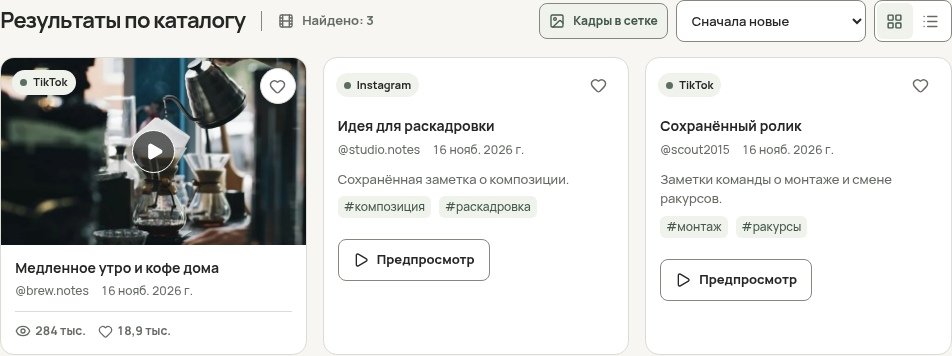 Результаты по каталогу
Найдено: 3
Кадры в сетке
Сначала новые
TikTok
Медленное утро и кофе дома
@brew.notes 16 нояб. 2026 г.
284 тыс. 18,9 тыс.
Instagram
Идея для раскадровки
@studio.notes 16 нояб. 2026 г.
Сохранённая заметка о композиции.
#композиция #раскадровка
Предпросмотр
TikTok
Сохранённый ролик
@scout2015 16 нояб. 2026 г.
Заметки команды о монтаже и смене
ракурсов.
#монтаж #ракурсы
Предпросмотр